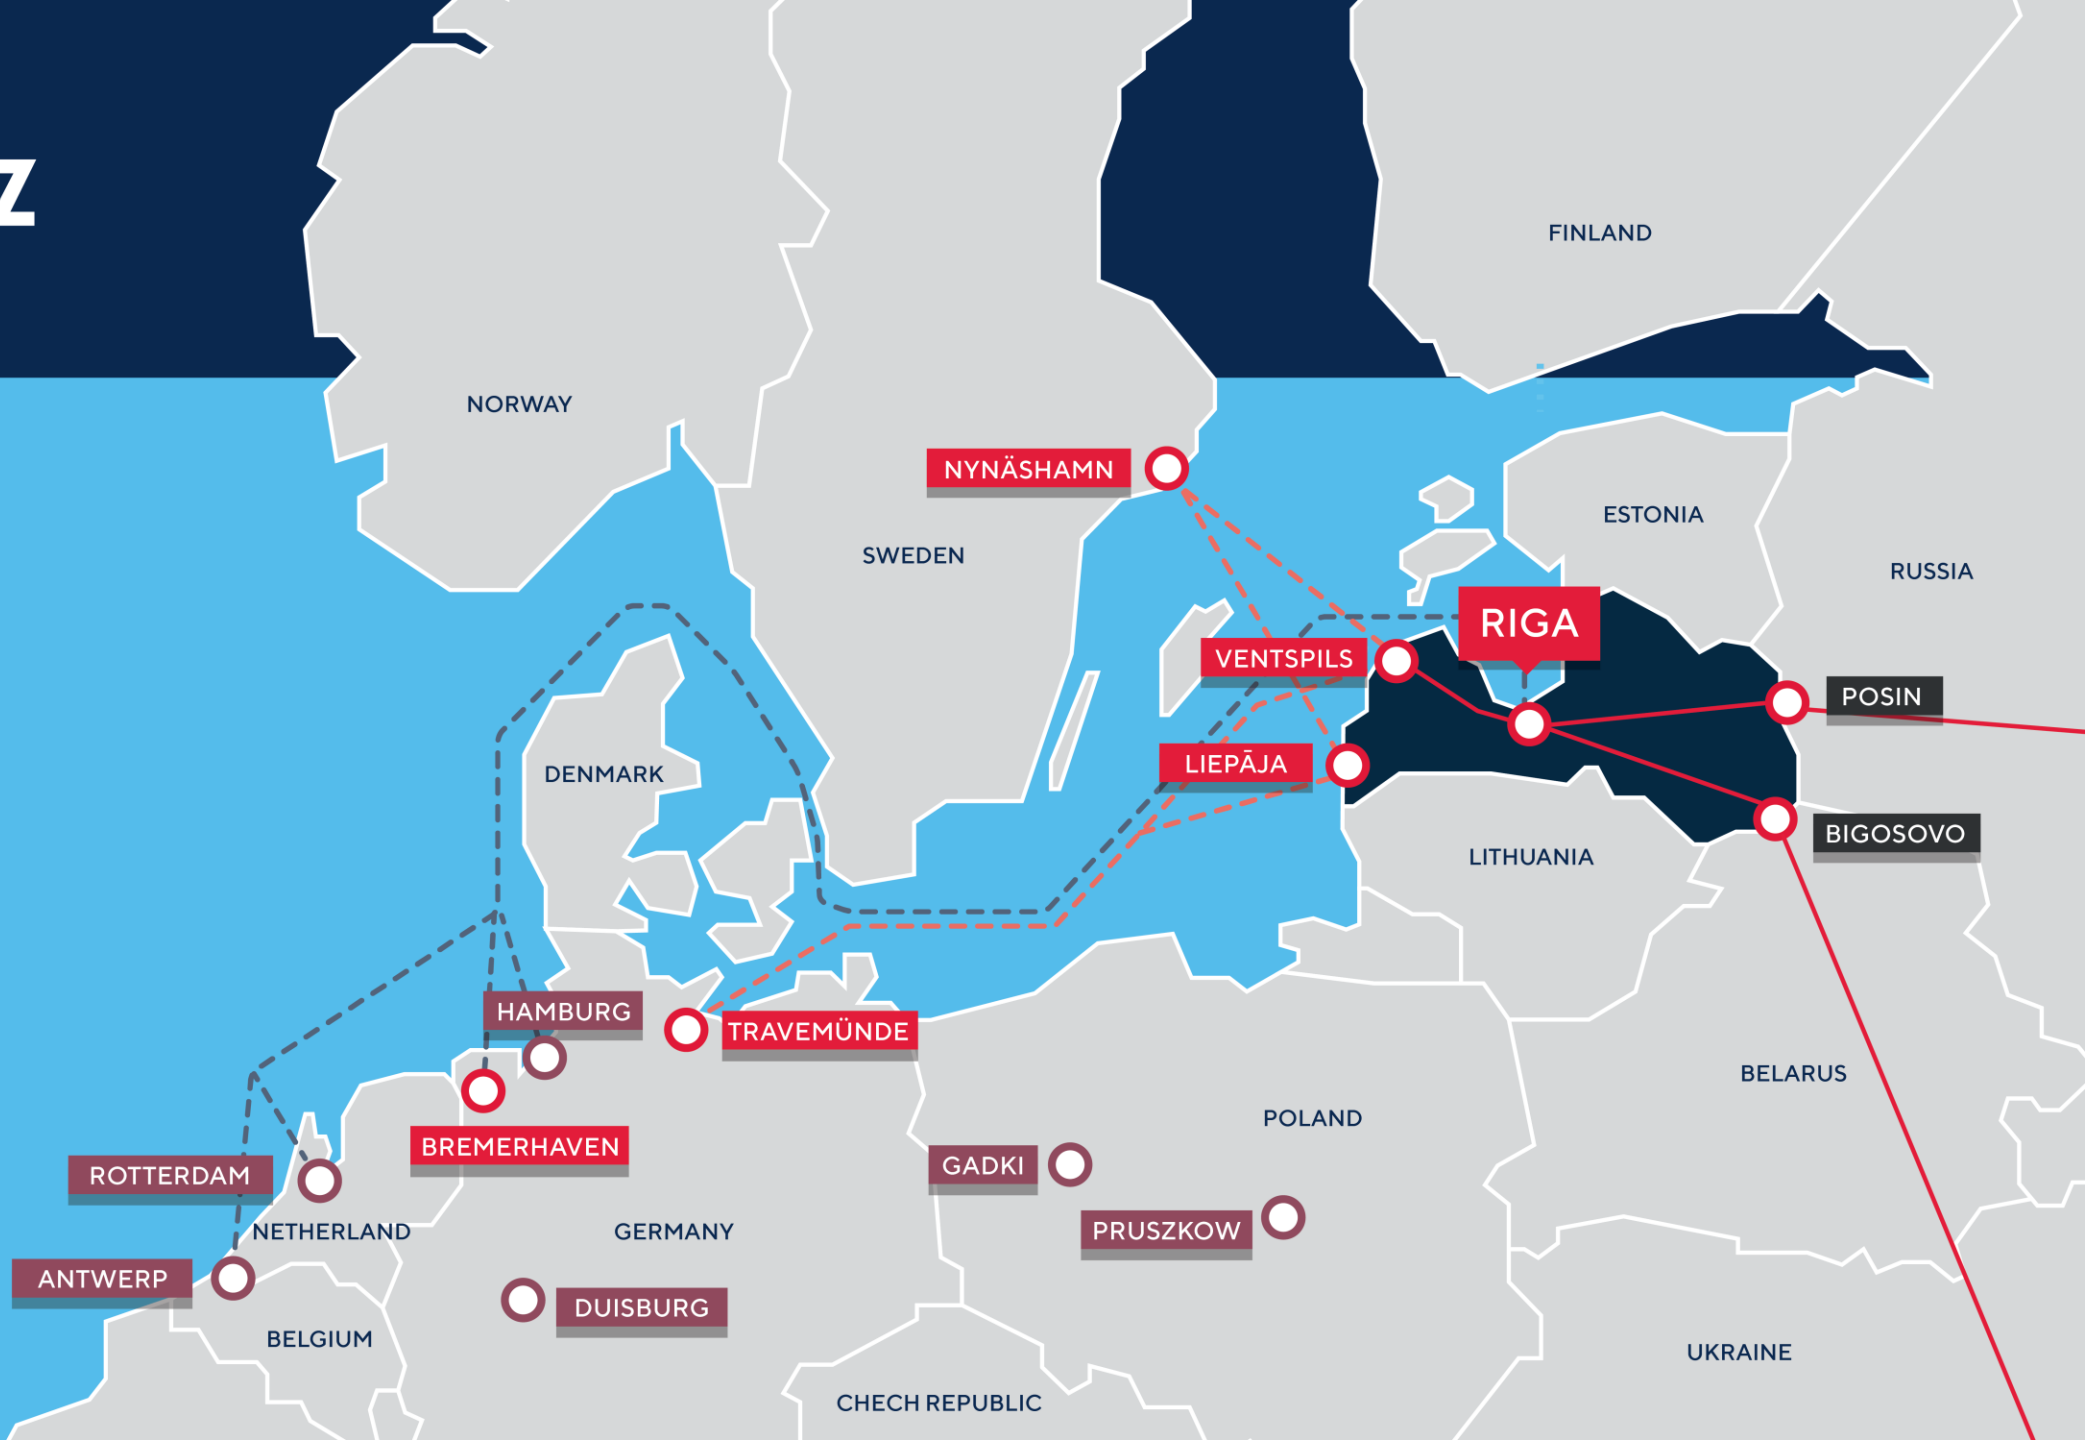 Z
FINLAND
NORWAY
NYNÄSHAMN
ESTONIA
SWEDEN
RUSSIA
RIGA
VENTSPILS
POSIN
LIEPĀJA
DENMARK
BIGOSOVO
LITHUANIA
HAMBURG
TRAVEMÜNDE
BELARUS
POLAND
BREMERHAVEN
GADKI
ROTTERDAM
PRUSZKOW
NETHERLAND
GERMANY
ANTWERP
DUISBURG
BELGIUM
UKRAINE
CHECH REPUBLIC